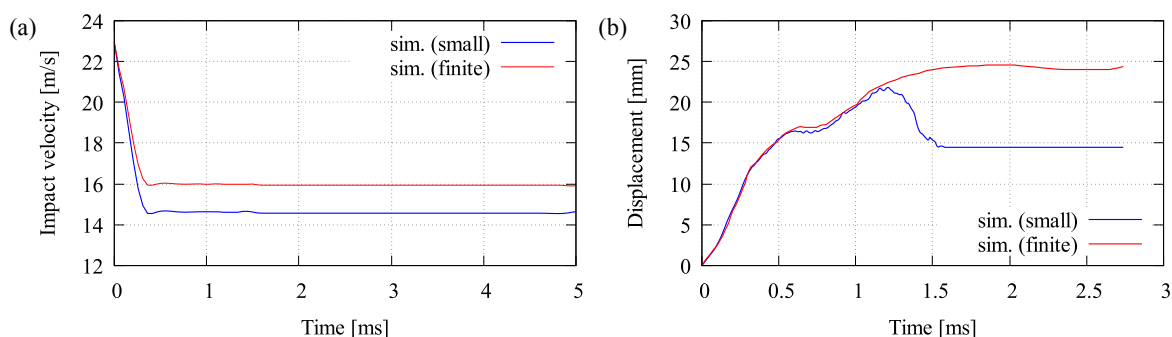 (a)
Impact velocity [m/s]
24
22
20
18
16
14
12
sim. (small)
sim. (finite)
0
1
2
3
4
5
Time [ms]
(b)
Displacement [mm]
30
25
20
15
10
5
0
sim. (small)
sim. (finite)
0
0.5
1
1.5
2
2.5
3
Time [ms]